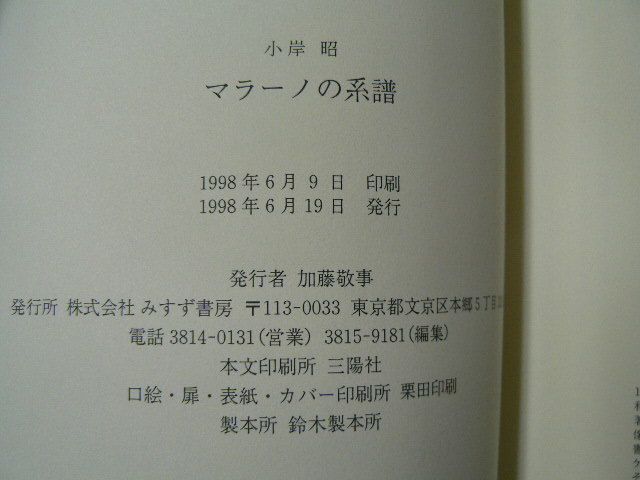 小岸 昭
マラーノの系譜
1998年6月9日 印刷
1998年6月19日 発行
発行者 加藤敬事
発行所 株式会社 みすず書房 〒113-0033 東京都文京区本郷5丁目
電話 3814-0131(営業) 3815-9181(編集)
本文印刷所 三陽社
口絵・扉・表紙・カバー印刷所 栗田印刷
製本所 鈴木製本所